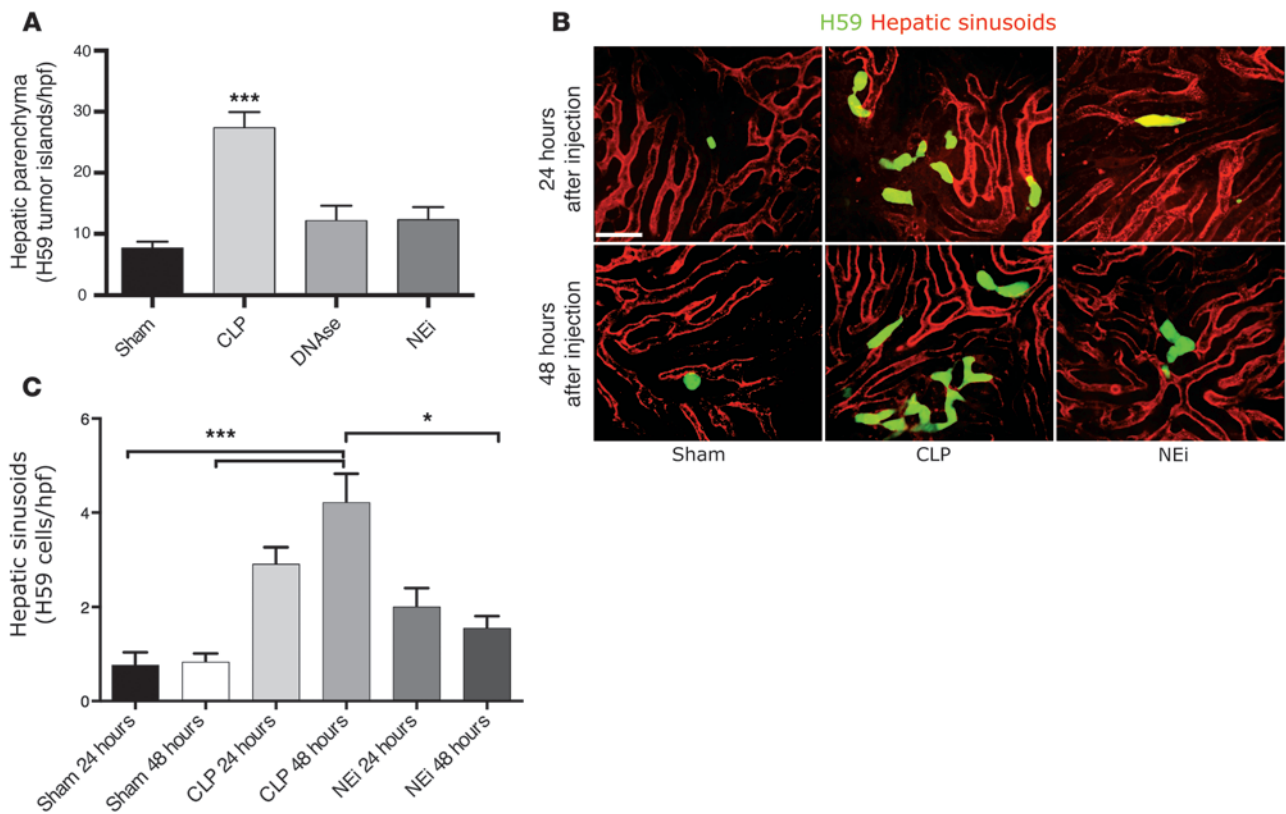 A
Hepatic parenchyma
(H59 tumor islands/hpf)
40
30
20
10
0
***
Sham
CLP
DNAse
NEi
B
H59 Hepatic sinusoids
24 hours
after injection
48 hours
after injection
Sham
CLP
NEi
C
Hepatic sinusoids
(H59 cells/hpf)
6
4
2
0
***
*
Sham 24 hours
Sham 48 hours
CLP 24 hours
CLP 48 hours
NEi 24 hours
NEi 48 hours